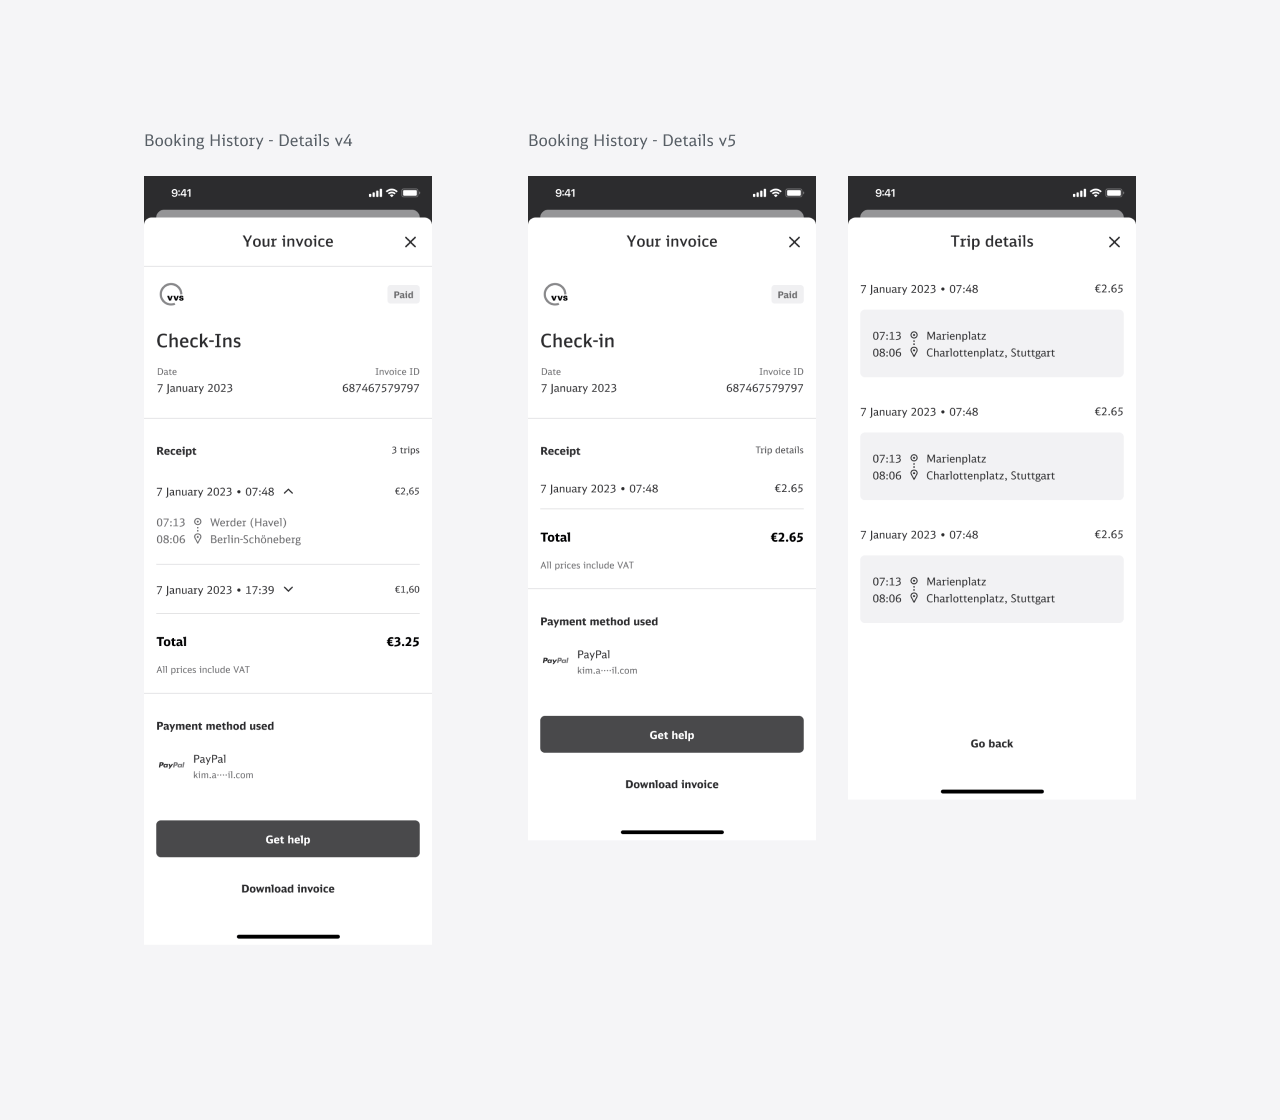 Booking History - Details v4
9:41
Your invoice
vvs
Paid
Check-Ins
Date Invoice ID
7 January 2023 687467579797
Receipt 3 trips
7 January 2023 • 07:48 €2,65
07:13 Werder (Havel)
08:06 Berlin-Schöneberg
7 January 2023 • 17:39 €1,60
Total €3.25
All prices include VAT
Payment method used
PayPal PayPal
kim.a····il.com
Get help
Download invoice
Booking History - Details v5
9:41
Your invoice
vvs
Paid
Check-in
Date Invoice ID
7 January 2023 687467579797
Receipt Trip details
7 January 2023 • 07:48 €2.65
Total €2.65
All prices include VAT
Payment method used
PayPal PayPal
kim.a····il.com
Get help
Download invoice
9:41
Trip details
7 January 2023 • 07:48 €2.65
07:13 Marienplatz
08:06 Charlottenplatz, Stuttgart
7 January 2023 • 07:48 €2.65
07:13 Marienplatz
08:06 Charlottenplatz, Stuttgart
7 January 2023 • 07:48 €2.65
07:13 Marienplatz
08:06 Charlottenplatz, Stuttgart
Go back